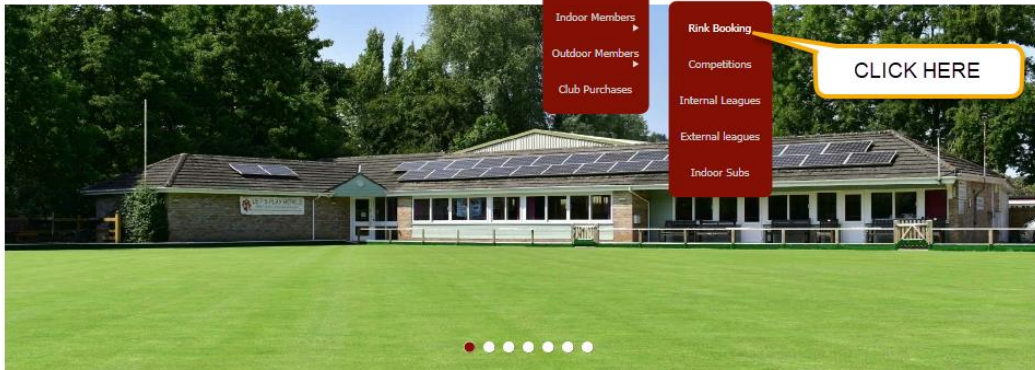 Indoor Members
Outdoor Members
Club Purchases
Rink Booking
Competitions
Internal Leagues
External leagues
Indoor Subs
CLICK HERE